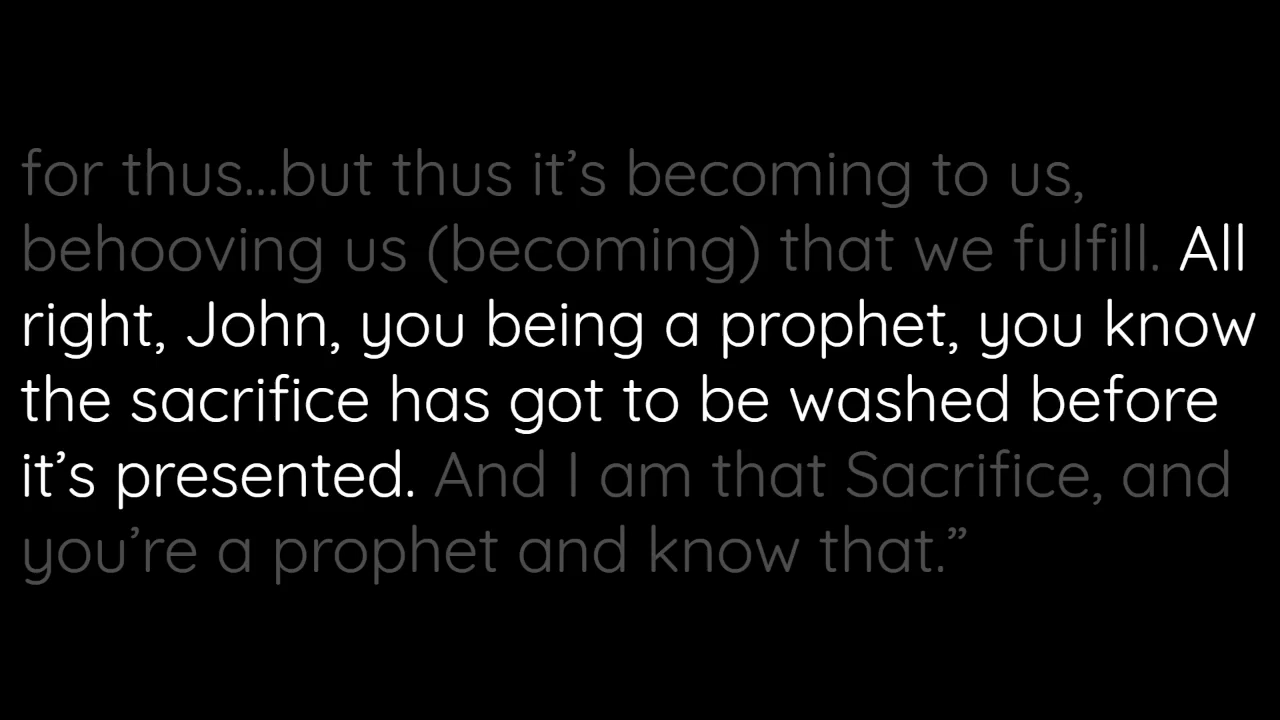 for thus...but thus it’s becoming to us,
behooving us (becoming) that we fulfill. All
right, John, you being a prophet, you know
the sacrifice has got to be washed before
it’s presented. And I am that Sacrifice, and
you’re a prophet and know that.”